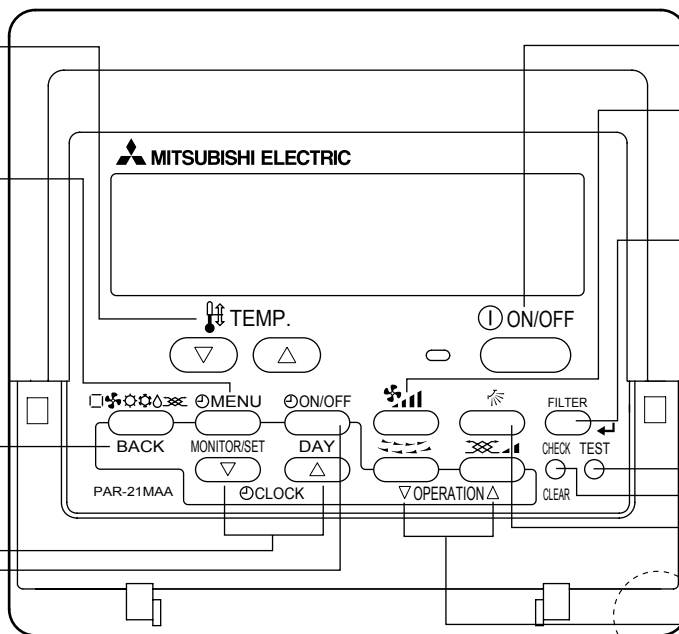 MITSUBISHI ELECTRIC
TEMP.
ON/OFF
MENU
ON/OFF
FILTER
BACK
MONITOR/SET
DAY
CHECK
TEST
PAR-21MAA
CLOCK
OPERATION
CLEAR